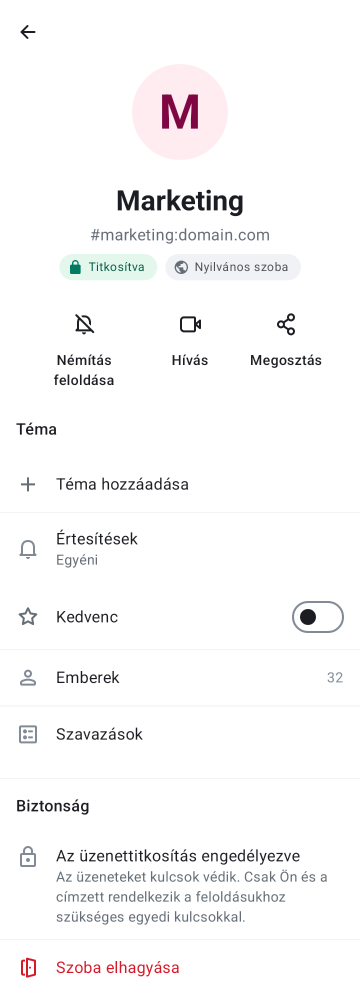 M
Marketing
#marketing:domain.com
Titkosítva
Nyilvános szoba
Némítás
feloldása
Hívás
Megosztás
Téma
Téma hozzáadása
Értesítések
Egyéni
Kedvenc
Emberek
32
Szavazások
Biztonság
Az üzenettitkosítás engedélyezve
Az üzeneteket kulcsok védik. Csak Ön és a
címzett rendelkezik a feloldásukhoz
szükséges egyedi kulcsokkal.
Szoba elhagyása